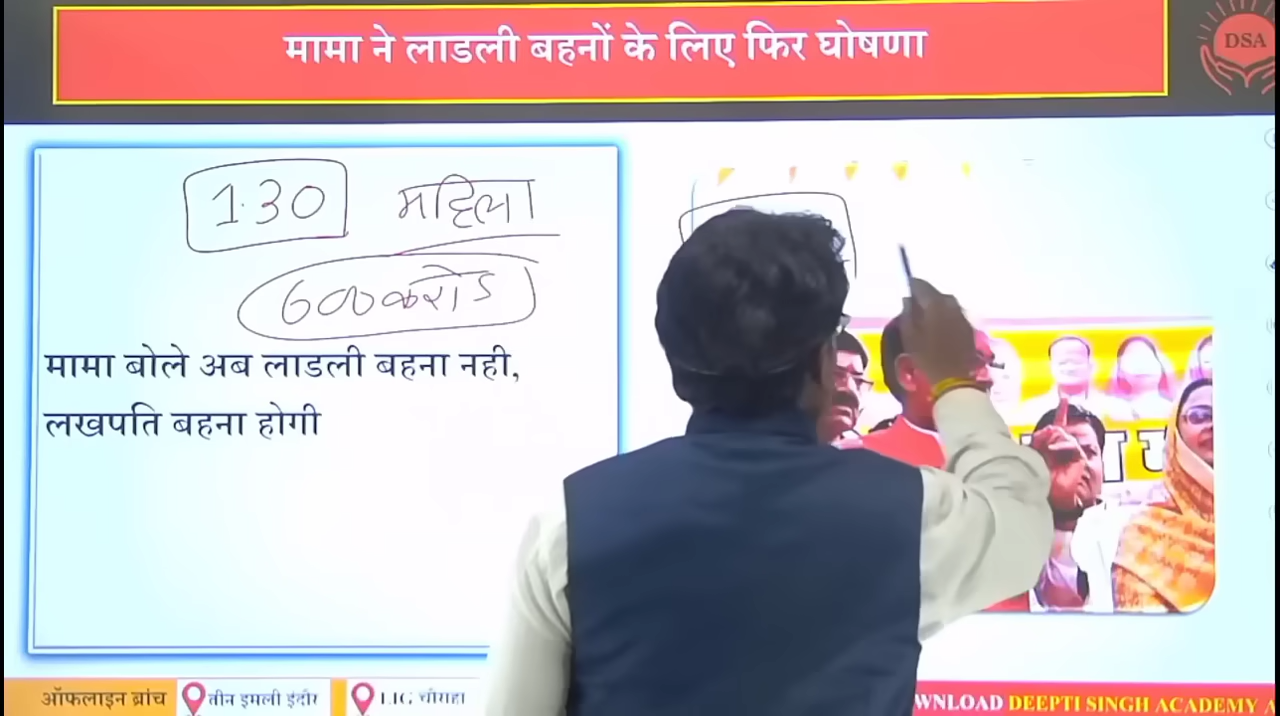 मामा ने लाडली बहनों के लिए फिर घोषणा
DSA
1.30 महिला
600 करोड
मामा बोले अब लाडली बहना नही,
लखपति बहना होगी
ऑफलाइन ब्रांच
तीन इमली इंदौर
LIG चौराहा
WNLOAD DEEPTI SINGH ACADEMY A